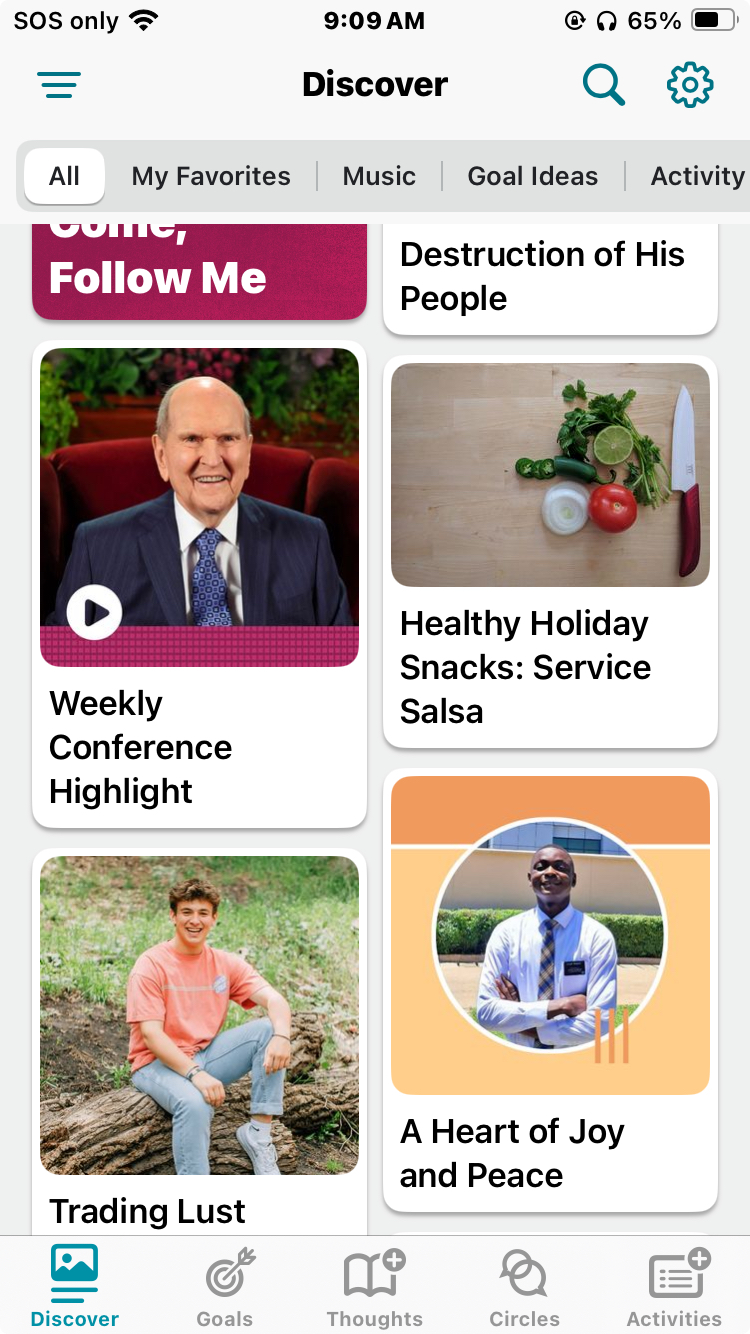 SOS only
9:09 AM
65%
Discover
All
My Favorites
Music
Goal Ideas
Activity
Come,
Follow Me
Destruction of His
People
Weekly
Conference
Highlight
Healthy Holiday
Snacks: Service
Salsa
Trading Lust
A Heart of Joy
and Peace
Discover
Goals
Thoughts
Circles
Activities